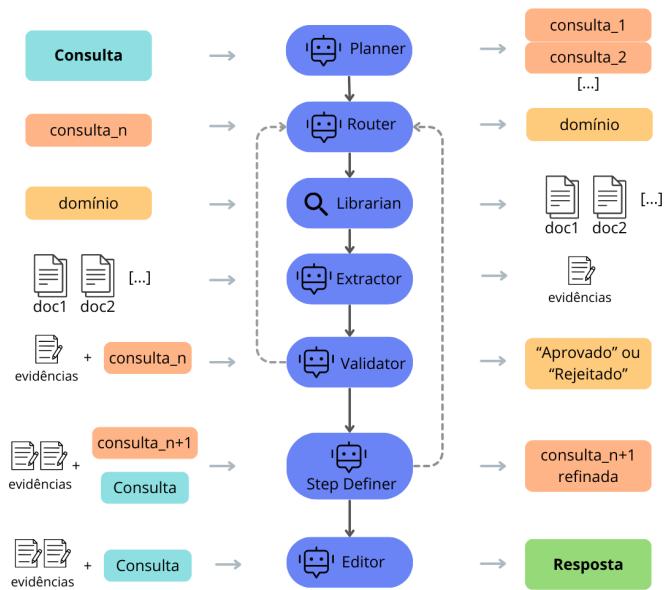 Consulta
Planner
consulta_1
consulta_2
[...]
consulta_n
Router
domínio
domínio
Librarian
doc1
doc2
[...]
doc1
doc2
[...]
Extractor
evidências
evidências
+
consulta_n
Validator
“Aprovado” ou
“Rejeitado”
evidências
+
consulta_n+1
Consulta
Step Definer
consulta_n+1
refinada
evidências
+
Consulta
Editor
Resposta